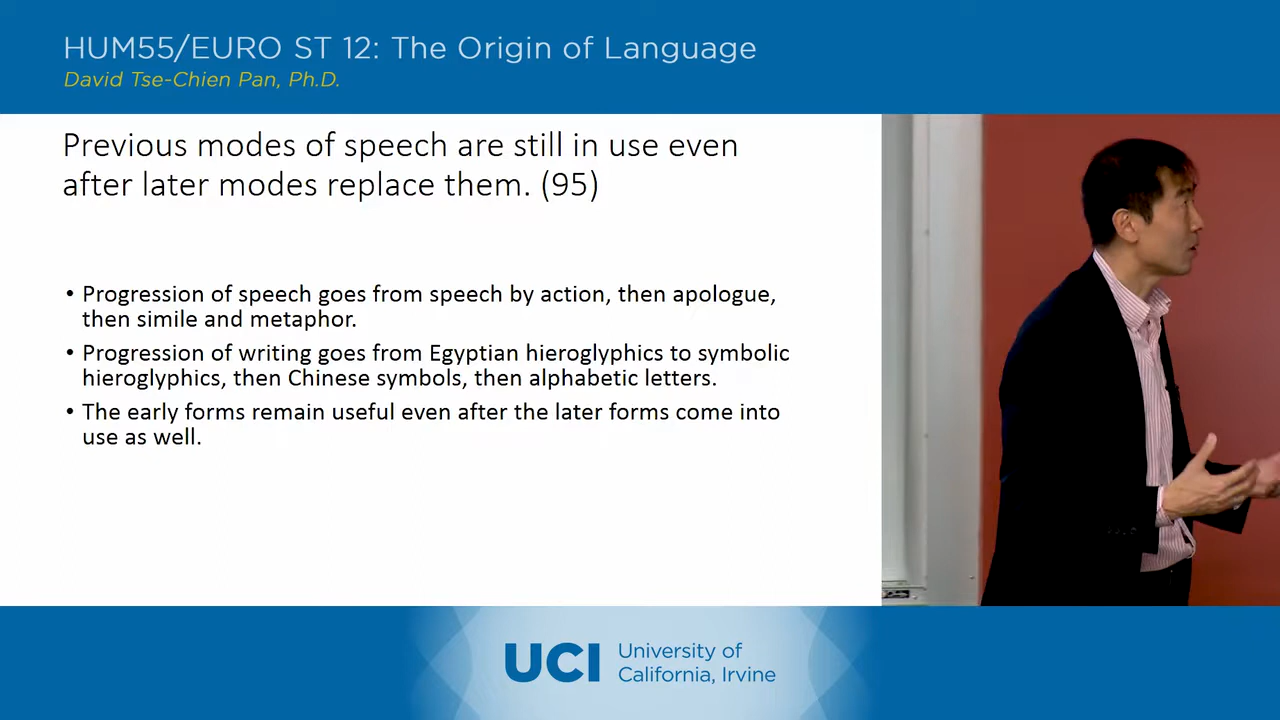 HUM55/EURO ST 12: The Origin of Language
David Tse-Chien Pan, Ph.D.
Previous modes of speech are still in use even
after later modes replace them. (95)
• Progression of speech goes from speech by action, then apologue,
then simile and metaphor.
• Progression of writing goes from Egyptian hieroglyphics to symbolic
hieroglyphics, then Chinese symbols, then alphabetic letters.
• The early forms remain useful even after the later forms come into
use as well.
UCI University of
California, Irvine